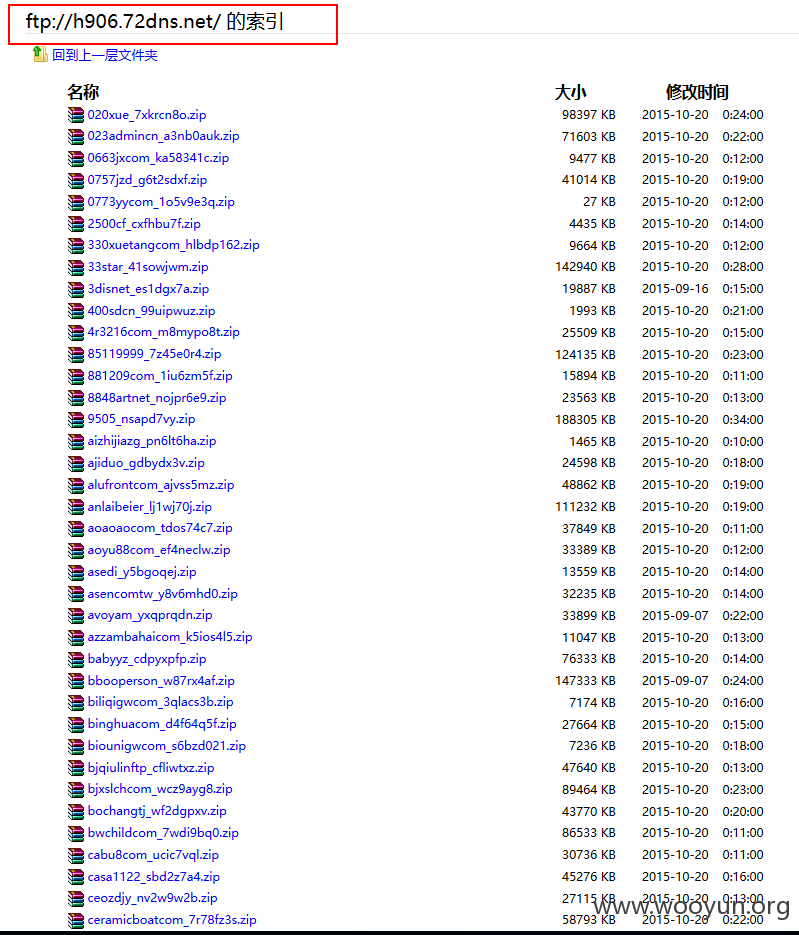 ftp://h906.72dns.net/ 的索引
回到上一层文件夹
名称 大小 修改时间
020xue_7xkrcn8o.zip 98397 KB 2015-10-20 0:24:00
023admincn_a3nb0auk.zip 71603 KB 2015-10-20 0:22:00
0663jxcom_ka58341c.zip 9477 KB 2015-10-20 0:12:00
0757jzd_g6t2sdxf.zip 41014 KB 2015-10-20 0:19:00
0773yycom_1o5v9e3q.zip 27 KB 2015-10-20 0:12:00
2500cf_cxfhbu7f.zip 4435 KB 2015-10-20 0:14:00
330xuetangcom_hlbdp162.zip 9664 KB 2015-10-20 0:12:00
33star_41sowjwm.zip 142940 KB 2015-10-20 0:28:00
3disnet_es1dgx7a.zip 19887 KB 2015-09-16 0:15:00
400sdcn_99uipwuz.zip 1993 KB 2015-10-20 0:21:00
4r3216com_m8mypo8t.zip 25509 KB 2015-10-20 0:15:00
85119999_7z45e0r4.zip 124135 KB 2015-10-20 0:23:00
881209com_1iu6zm5f.zip 15894 KB 2015-10-20 0:11:00
8848artnet_nojpr6e9.zip 23563 KB 2015-10-20 0:13:00
9505_nsapd7vy.zip 188305 KB 2015-10-20 0:34:00
aizhijiazg_pn6lt6ha.zip 1465 KB 2015-10-20 0:10:00
ajiduo_gdbydx3v.zip 24598 KB 2015-10-20 0:18:00
alufrontcom_ajvss5mz.zip 48862 KB 2015-10-20 0:19:00
anlaibeier_lj1wj70j.zip 111232 KB 2015-10-20 0:19:00
aoaoaocom_tdos74c7.zip 37849 KB 2015-10-20 0:11:00
aoyu88com_ef4neclw.zip 33389 KB 2015-10-20 0:12:00
asedi_y5bgoqej.zip 13559 KB 2015-10-20 0:14:00
asencomtw_y8v6mhd0.zip 32235 KB 2015-10-20 0:14:00
avoyam_yxqprqdn.zip 33899 KB 2015-09-07 0:22:00
azzambahaicom_k5ios4l5.zip 11047 KB 2015-10-20 0:13:00
babyyz_cdpyxpfp.zip 76333 KB 2015-10-20 0:14:00
bbooperson_w87rx4af.zip 147333 KB 2015-09-07 0:24:00
biliqigwcom_3qlacs3b.zip 7174 KB 2015-10-20 0:16:00
binghuacom_d4f64q5f.zip 27664 KB 2015-10-20 0:15:00
biounigwcom_s6bzd021.zip 7236 KB 2015-10-20 0:18:00
bjqiulinftp_cfliwtxz.zip 47640 KB 2015-10-20 0:13:00
bjxslchcom_wcz9ayg8.zip 89464 KB 2015-10-20 0:23:00
bochangtj_wf2dgpxv.zip 43770 KB 2015-10-20 0:20:00
bwchildcom_7wdi9bq0.zip 86533 KB 2015-10-20 0:11:00
cabu8com_ucic7vql.zip 30736 KB 2015-10-20 0:11:00
casa1122_sbd2z7a4.zip 45276 KB 2015-10-20 0:16:00
ceozdjy_nv2w9w2b.zip 27115 KB 2015-10-20 0:13:00
www.wooyun.org
ceramicboatcom_7r78fz3s.zip 58793 KB 2015-10-20 0:22:00